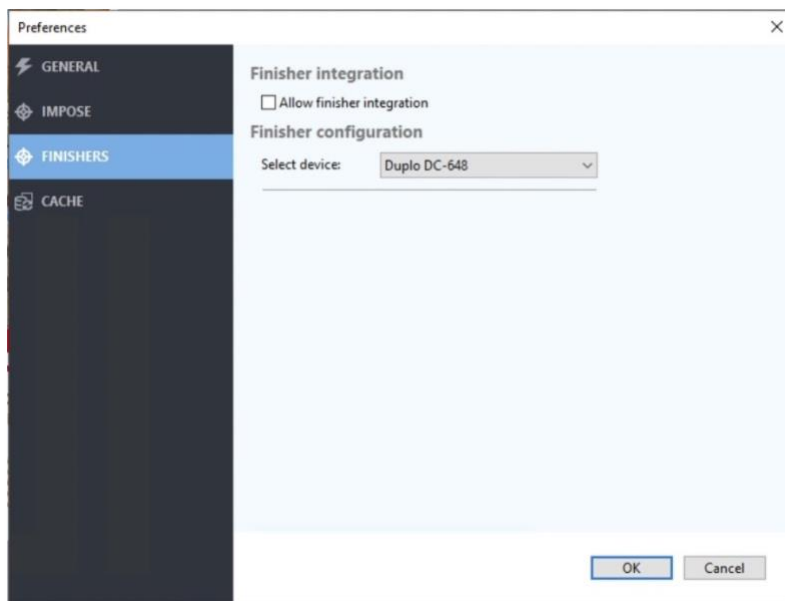 Preferences
GENERAL
IMPOSE
FINISHERS
CACHE
Finisher integration
Allow finisher integration
Finisher configuration
Select device: Duplo DC-648
OK Cancel